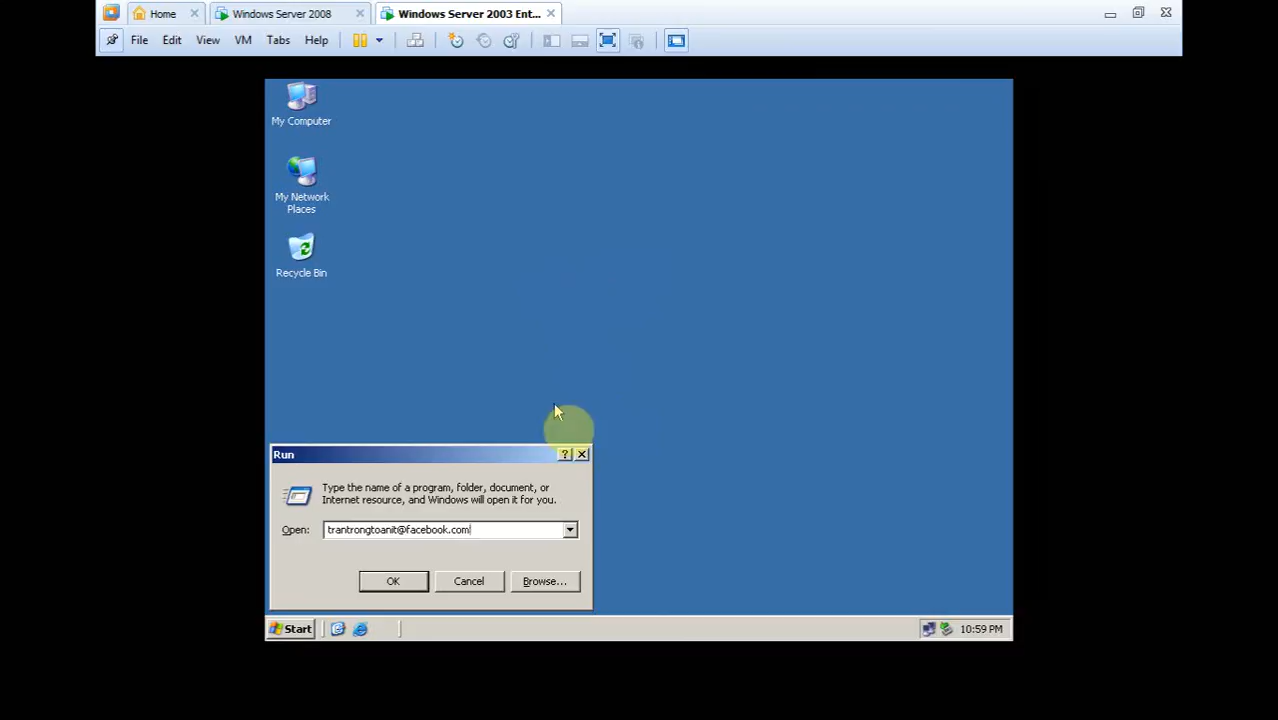 Home
Windows Server 2008
Windows Server 2003 Ent...
File Edit View VM Tabs Help
My Computer
My Network
Places
Recycle Bin
Run
Type the name of a program, folder, document, or
Internet resource, and Windows will open it for you.
Open: trantrongtoanit@facebook.com
OK Cancel Browse...
Start
10:59 PM